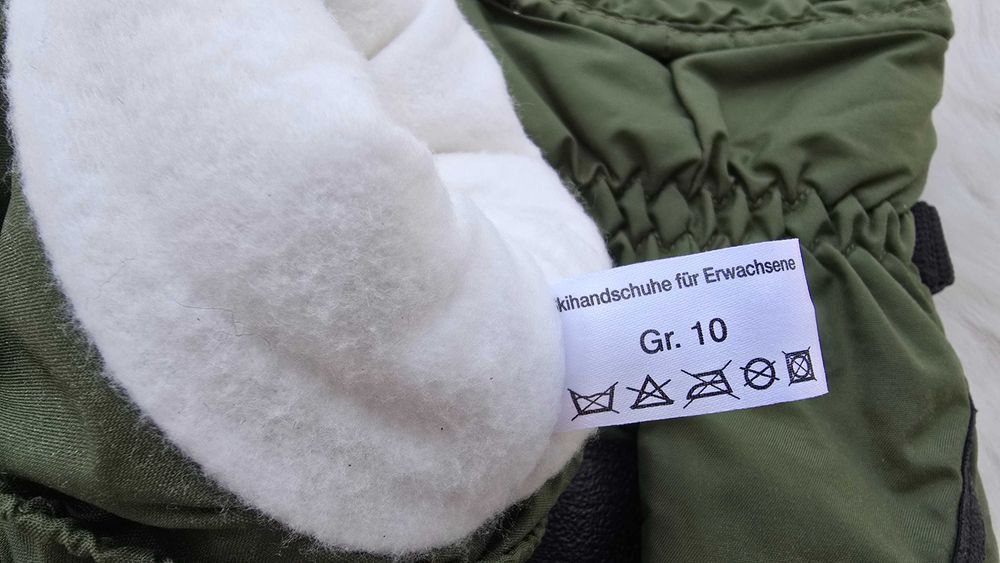 kihandschuhe für Erwachsene
Gr. 10